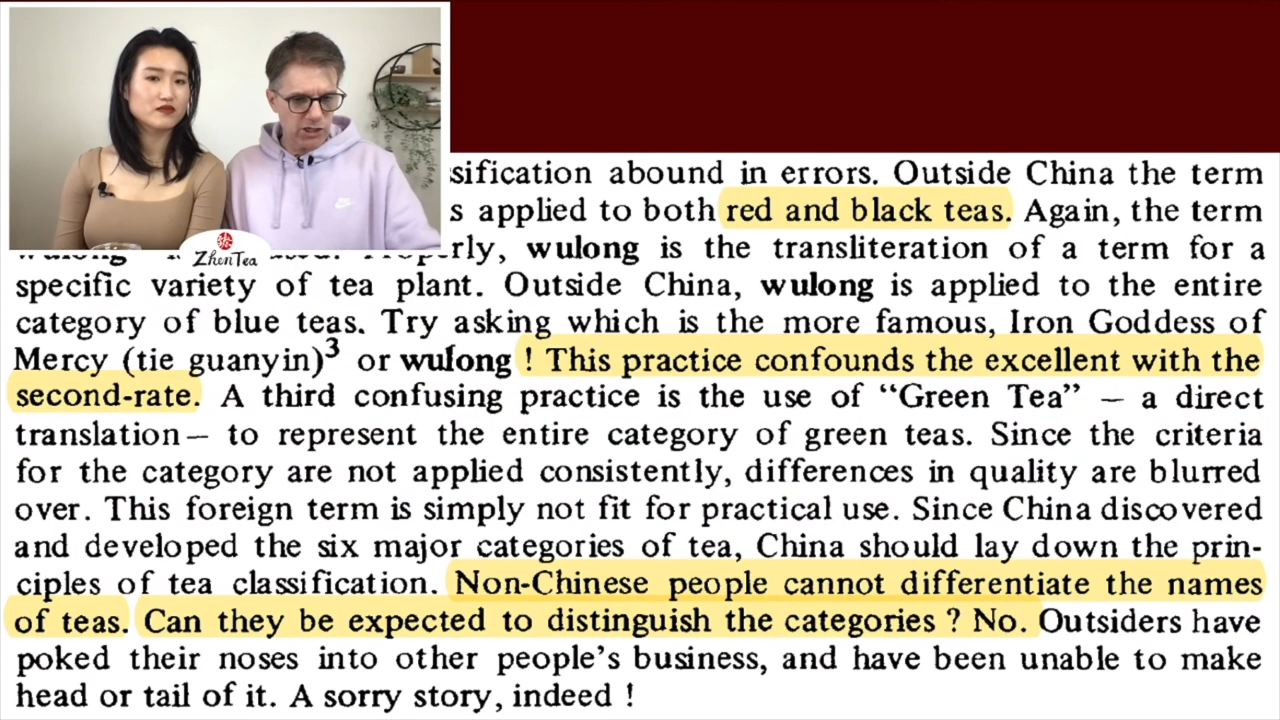 ZhenTea
sification abound in errors. Outside China the term
s applied to both red and black teas. Again, the term
wulong is the transliteration of a term for a
specific variety of tea plant. Outside China, wulong is applied to the entire
category of blue teas. Try asking which is the more famous, Iron Goddess of
Mercy (tie guanyin)³ or wulong ! This practice confounds the excellent with the
second-rate. A third confusing practice is the use of “Green Tea” — a direct
translation— to represent the entire category of green teas. Since the criteria
for the category are not applied consistently, differences in quality are blurred
over. This foreign term is simply not fit for practical use. Since China discovered
and developed the six major categories of tea, China should lay down the prin-
ciples of tea classification. Non-Chinese people cannot differentiate the names
of teas. Can they be expected to distinguish the categories ? No. Outsiders have
poked their noses into other people’s business, and have been unable to make
head or tail of it. A sorry story, indeed !